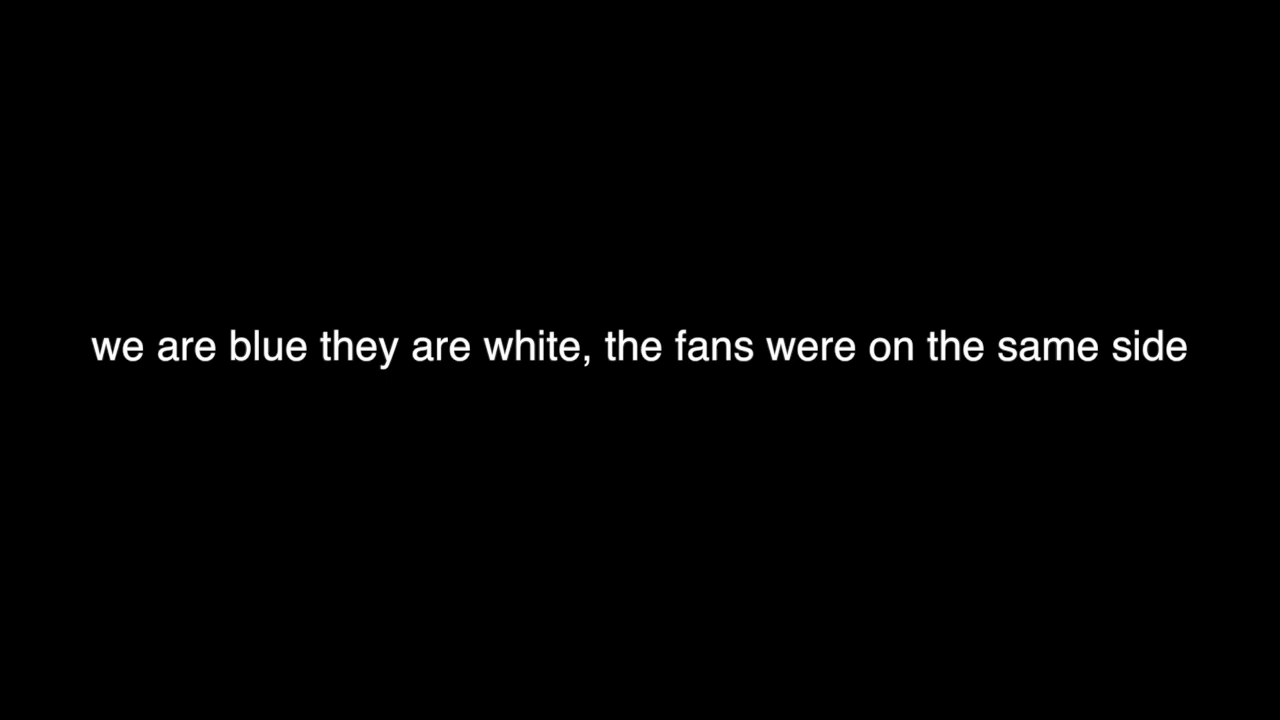 we are blue they are white, the fans were on the same side